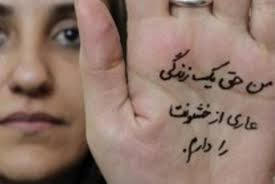 من حق یک زندگی
عاری از خشونت
را دارم.